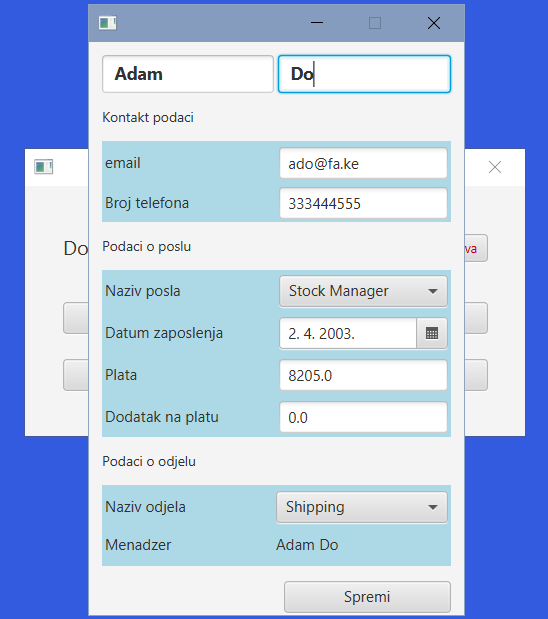 Adam Do
Kontakt podaci
email ado@fa.ke
Broj telefona 333444555
Podaci o poslu
Naziv posla Stock Manager
Datum zaposlenja 2. 4. 2003.
Plata 8205.0
Dodatak na platu 0.0
Podaci o odjelu
Naziv odjela Shipping
Menadzer Adam Do
Spremi
Do
va